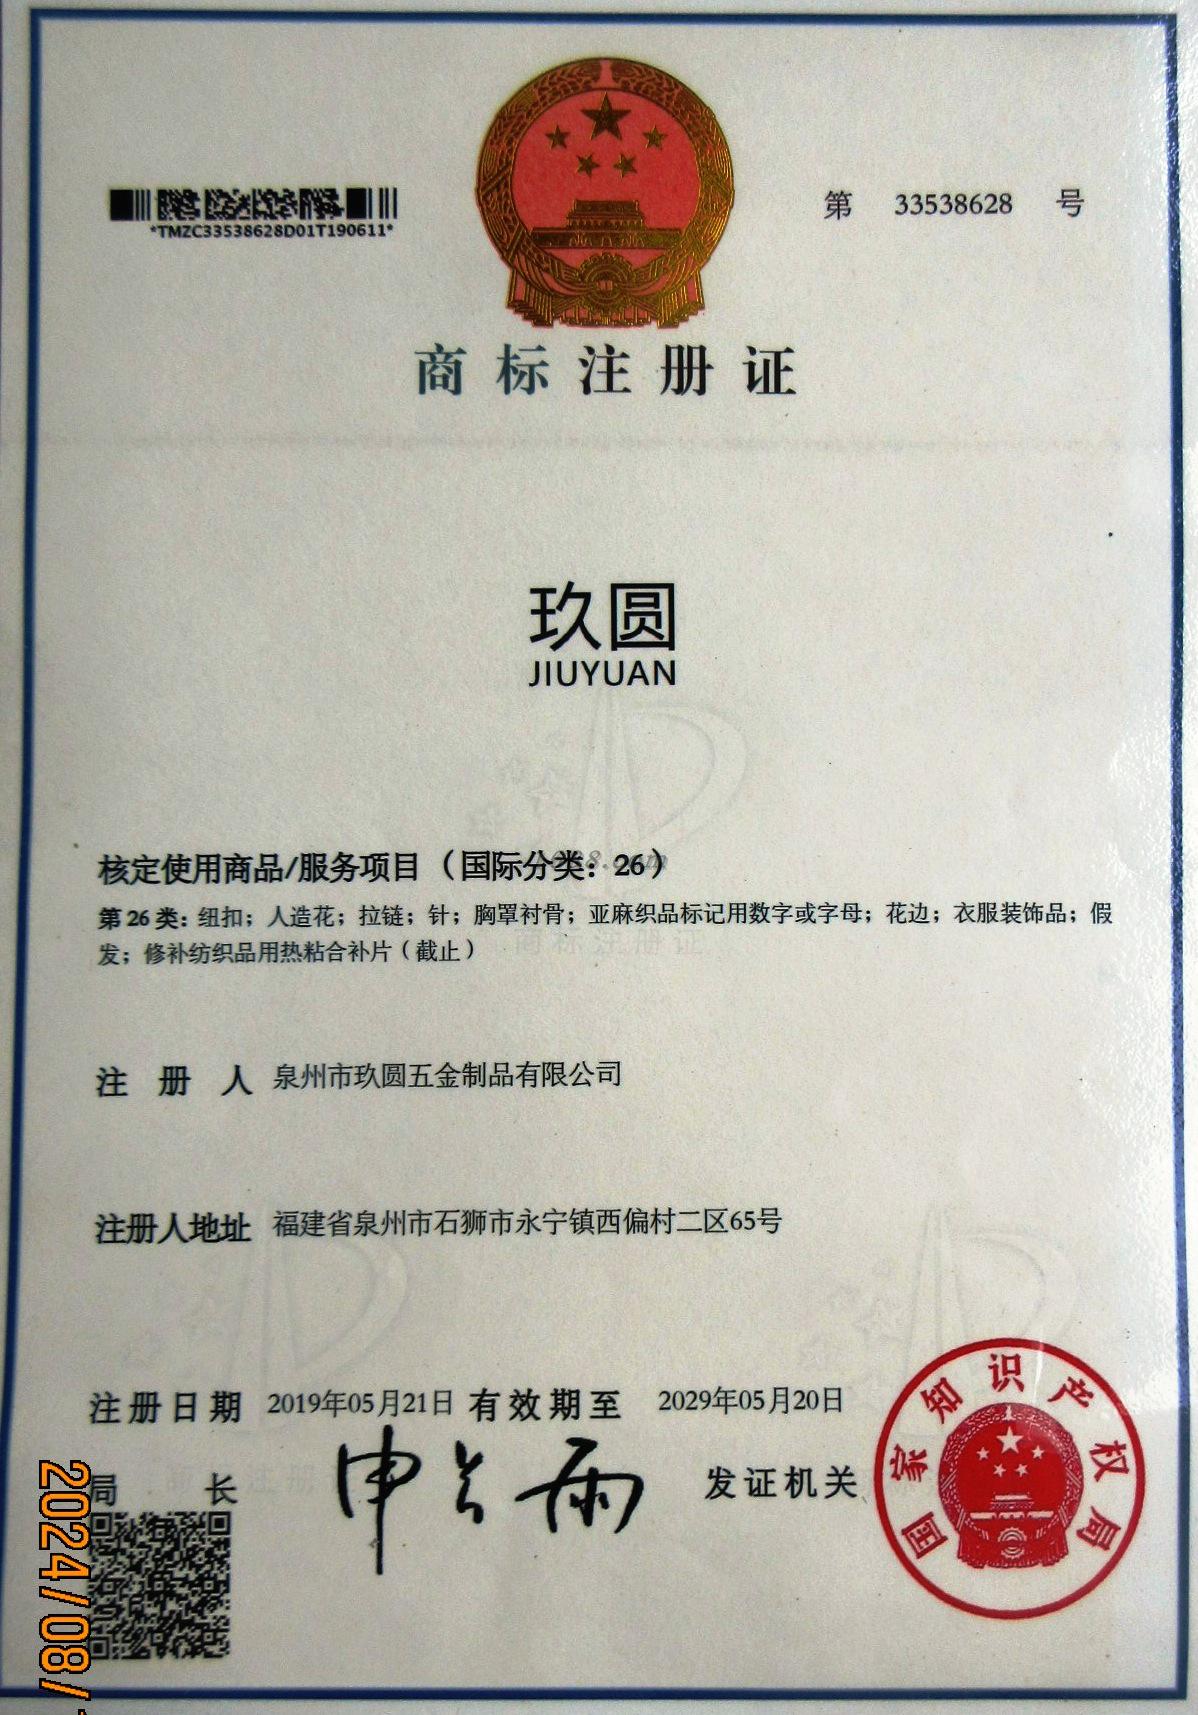 第 33538628 号
*TMZC33538628D01T190611*
商标注册证
玖圆
JIUYUAN
核定使用商品/服务项目（国际分类：26）
第26类：纽扣；人造花；拉链；针；胸罩衬骨；亚麻织品标记用数字或字母；花边；衣服装饰品；假
发；修补纺织品用热粘合补片（截止）
商标注册证
注册人 泉州市玖圆五金制品有限公司
注册人地址 福建省泉州市石狮市永宁镇西偏村二区65号
注册日期 2019年05月21日 有效期至 2029年05月20日
局长 申长雨 发证机关
国家知识产权局
2024/08/